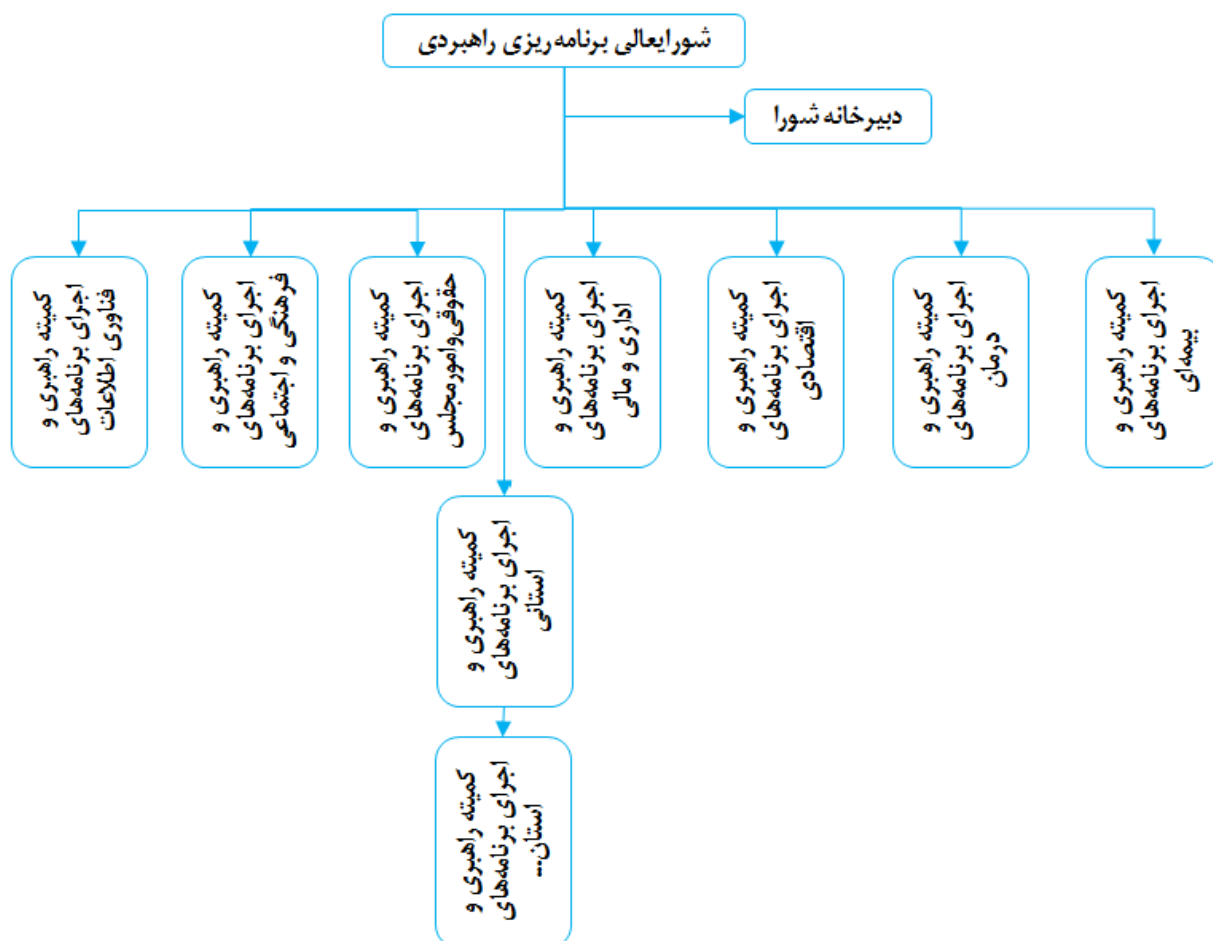 شورایعالی برنامه‌ریزی راهبردی
دبیرخانه شورا
کمیته راهبری و
اجرای برنامه‌های
بیمه‌ای
کمیته راهبری و
اجرای برنامه‌های
درمان
کمیته راهبری و
اجرای برنامه‌های
اقتصادی
کمیته راهبری و
اجرای برنامه‌های
اداری و مالی
کمیته راهبری و
اجرای برنامه‌های
حقوقی‌وامورمجلس
کمیته راهبری و
اجرای برنامه‌های
فرهنگی و اجتماعی
کمیته راهبری و
اجرای برنامه‌های
فناوری اطلاعات
کمیته راهبری و
اجرای برنامه‌های
استانی
کمیته راهبری و
اجرای برنامه‌های
استان...